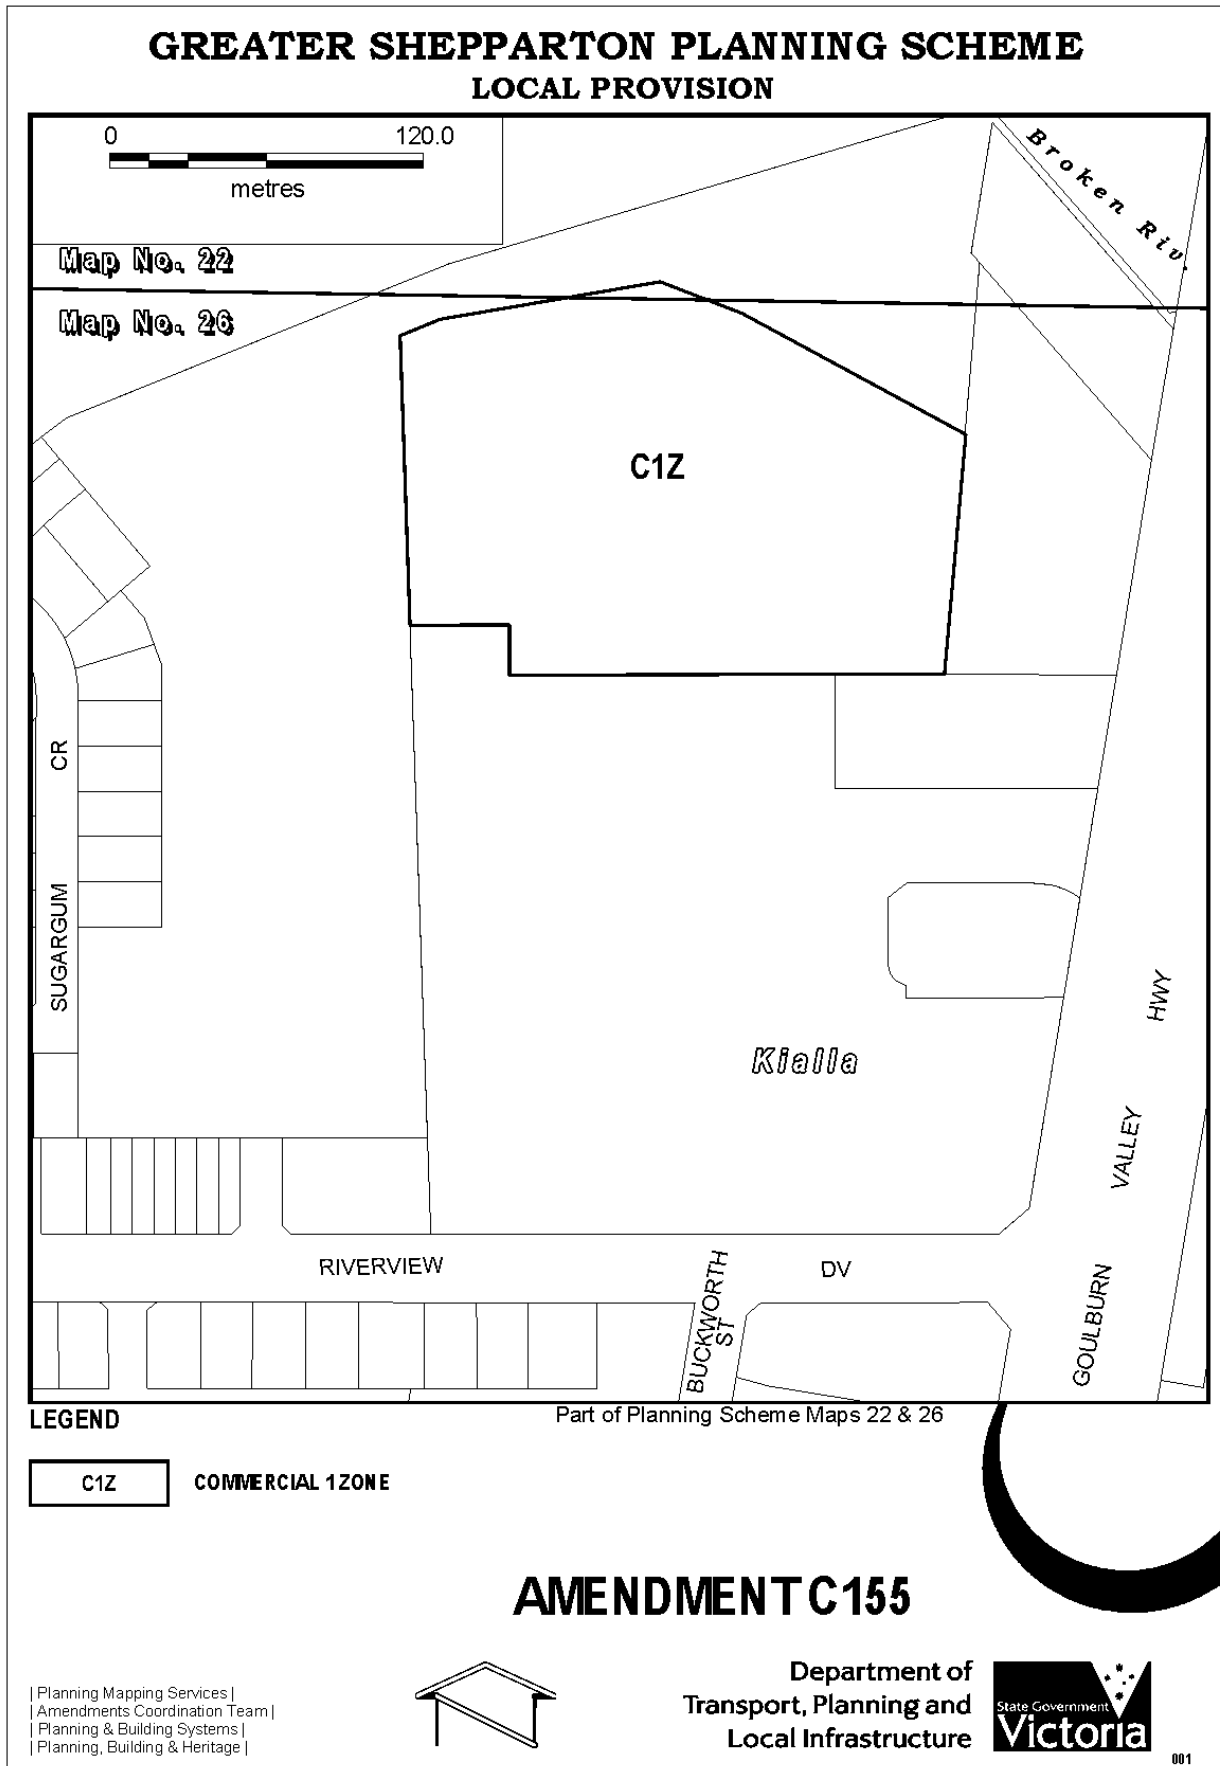 GREATER SHEPPARTON PLANNING SCHEME
LOCAL PROVISION
0 120.0
metres
Broken Riv.
Map No. 22
Map No. 26
C1Z
SUGARGUM CR
Kialla
GOULBURN VALLEY HWY
RIVERVIEW DV
BUCKWORTH ST
LEGEND
Part of Planning Scheme Maps 22 & 26
C1Z COMMERCIAL 1 ZONE
AMENDMENT C155
| Planning Mapping Services |
| Amendments Coordination Team |
| Planning & Building Systems |
| Planning, Building & Heritage |
Department of
Transport, Planning and
Local Infrastructure
State Government
Victoria
001